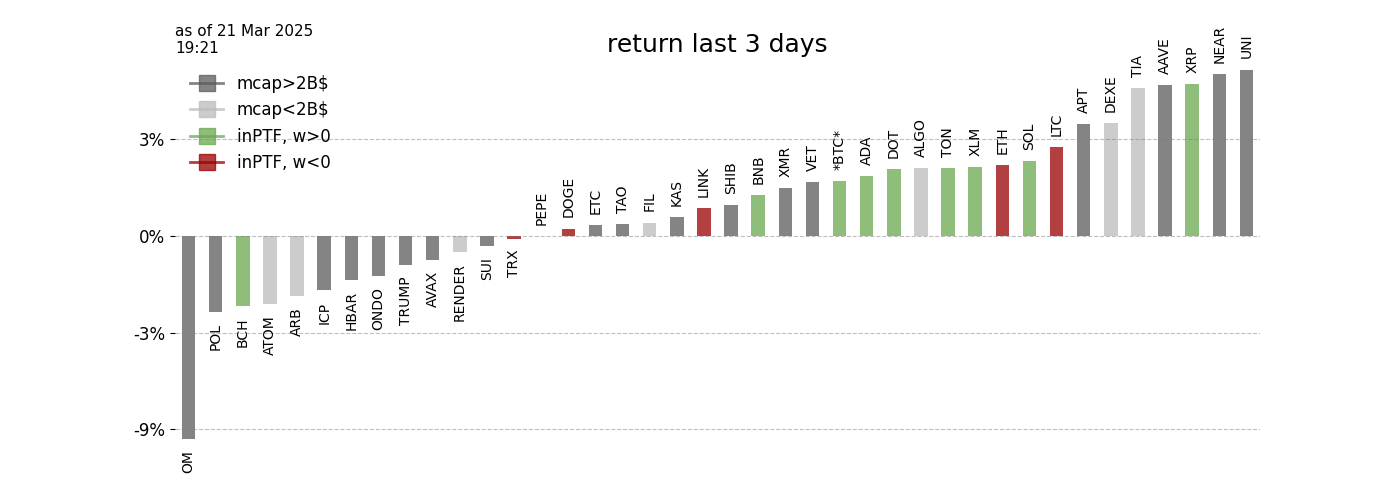 as of 21 Mar 2025
19:21
return last 3 days
mcap>2B$
mcap<2B$
inPTF, w>0
inPTF, w<0
3%
0%
-3%
-9%
OM
POL
BCH
ATOM
ARB
ICP
HBAR
ONDO
TRUMP
AVAX
RENDER
SUI
TRX
PEPE
DOGE
ETC
TAO
FIL
KAS
LINK
SHIB
BNB
XMR
VET
*BTC*
ADA
DOT
ALGO
TON
XLM
ETH
SOL
LTC
APT
DEXE
TIA
AAVE
XRP
NEAR
UNI